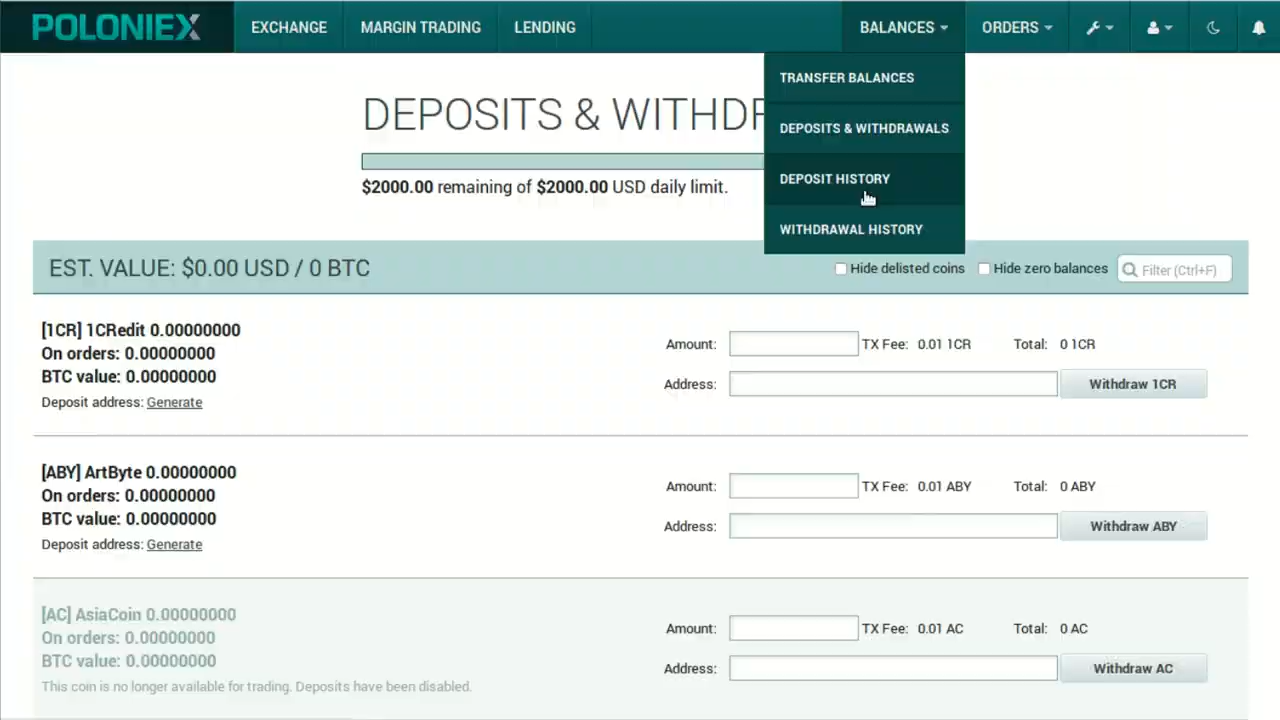 POLONIEX EXCHANGE MARGIN TRADING LENDING BALANCES ORDERS
TRANSFER BALANCES
DEPOSITS & WITHDRAWALS
DEPOSIT HISTORY
WITHDRAWAL HISTORY
DEPOSITS &
$2000.00 remaining of $2000.00 USD daily limit.
EST. VALUE: $0.00 USD / 0 BTC Hide delisted coins Hide zero balances Filter (Ctrl+F)
[1CR] 1CRedit 0.00000000
On orders: 0.00000000
BTC value: 0.00000000
Deposit address: Generate
Amount: TX Fee: 0.01 1CR Total: 0 1CR
Address: Withdraw 1CR
[ABY] ArtByte 0.00000000
On orders: 0.00000000
BTC value: 0.00000000
Deposit address: Generate
Amount: TX Fee: 0.01 ABY Total: 0 ABY
Address: Withdraw ABY
[AC] AsiaCoin 0.00000000
On orders: 0.00000000
BTC value: 0.00000000
This coin is no longer available for trading. Deposits have been disabled.
Amount: TX Fee: 0.01 AC Total: 0 AC
Address: Withdraw AC